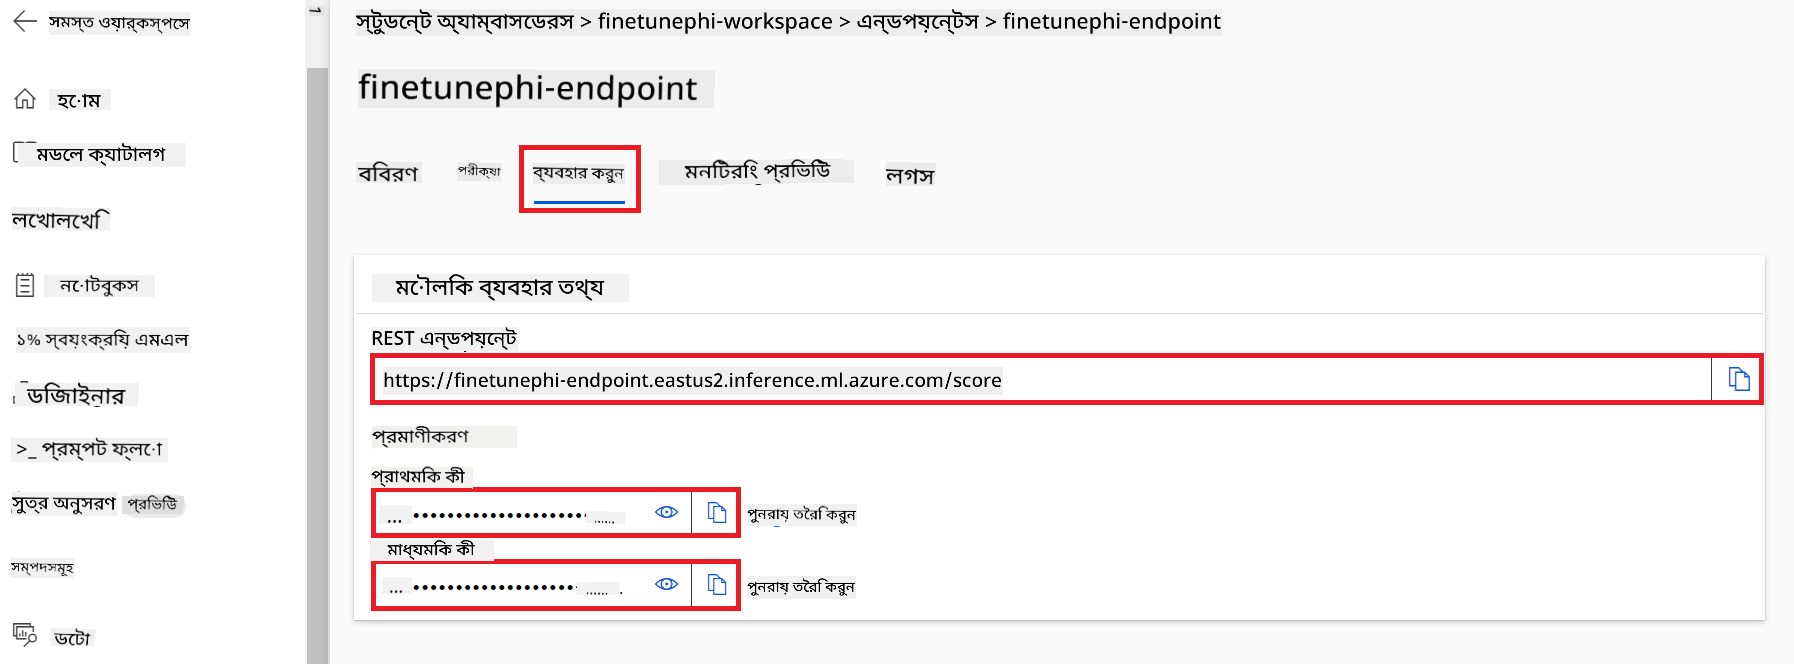 সমস্ত ওয়ার্কস্পেস
হোম
মডেল ক্যাটালগ
লেখালেখি
নোটবুকস
১% স্বয়ংক্রিয় এমএল
ডিজাইনার
>_ প্রম্পট ফ্লো
সুত্র অনুসরণ প্রিভিউ
সম্পদসমূহ
ডেটা
স্টুডেন্ট অ্যাম্বাসেডরস > finetunephi-workspace > এন্ডপয়েন্টস > finetunephi-endpoint
finetunephi-endpoint
বিবরণ পরীক্ষা ব্যবহার করুন মনিটরিং প্রিভিউ লগস
মৌলিক ব্যবহার তথ্য
REST এন্ডপয়েন্ট
https://finetunephi-endpoint.eastus2.inference.ml.azure.com/score
প্রমাণীকরণ
প্রাথমিক কী
পুনরায় তৈরি করুন
মাধ্যমিক কী
পুনরায় তৈরি করুন